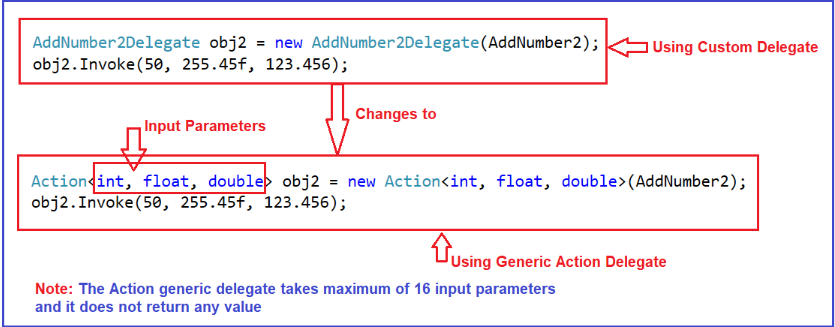 AddNumber2Delegate obj2 = new AddNumber2Delegate(AddNumber2);
obj2.Invoke(50, 255.45f, 123.456);
Using Custom Delegate
Changes to
Input Parameters
Action<int, float, double> obj2 = new Action<int, float, double>(AddNumber2);
obj2.Invoke(50, 255.45f, 123.456);
Using Generic Action Delegate
Note: The Action generic delegate takes maximum of 16 input parameters
and it does not return any value